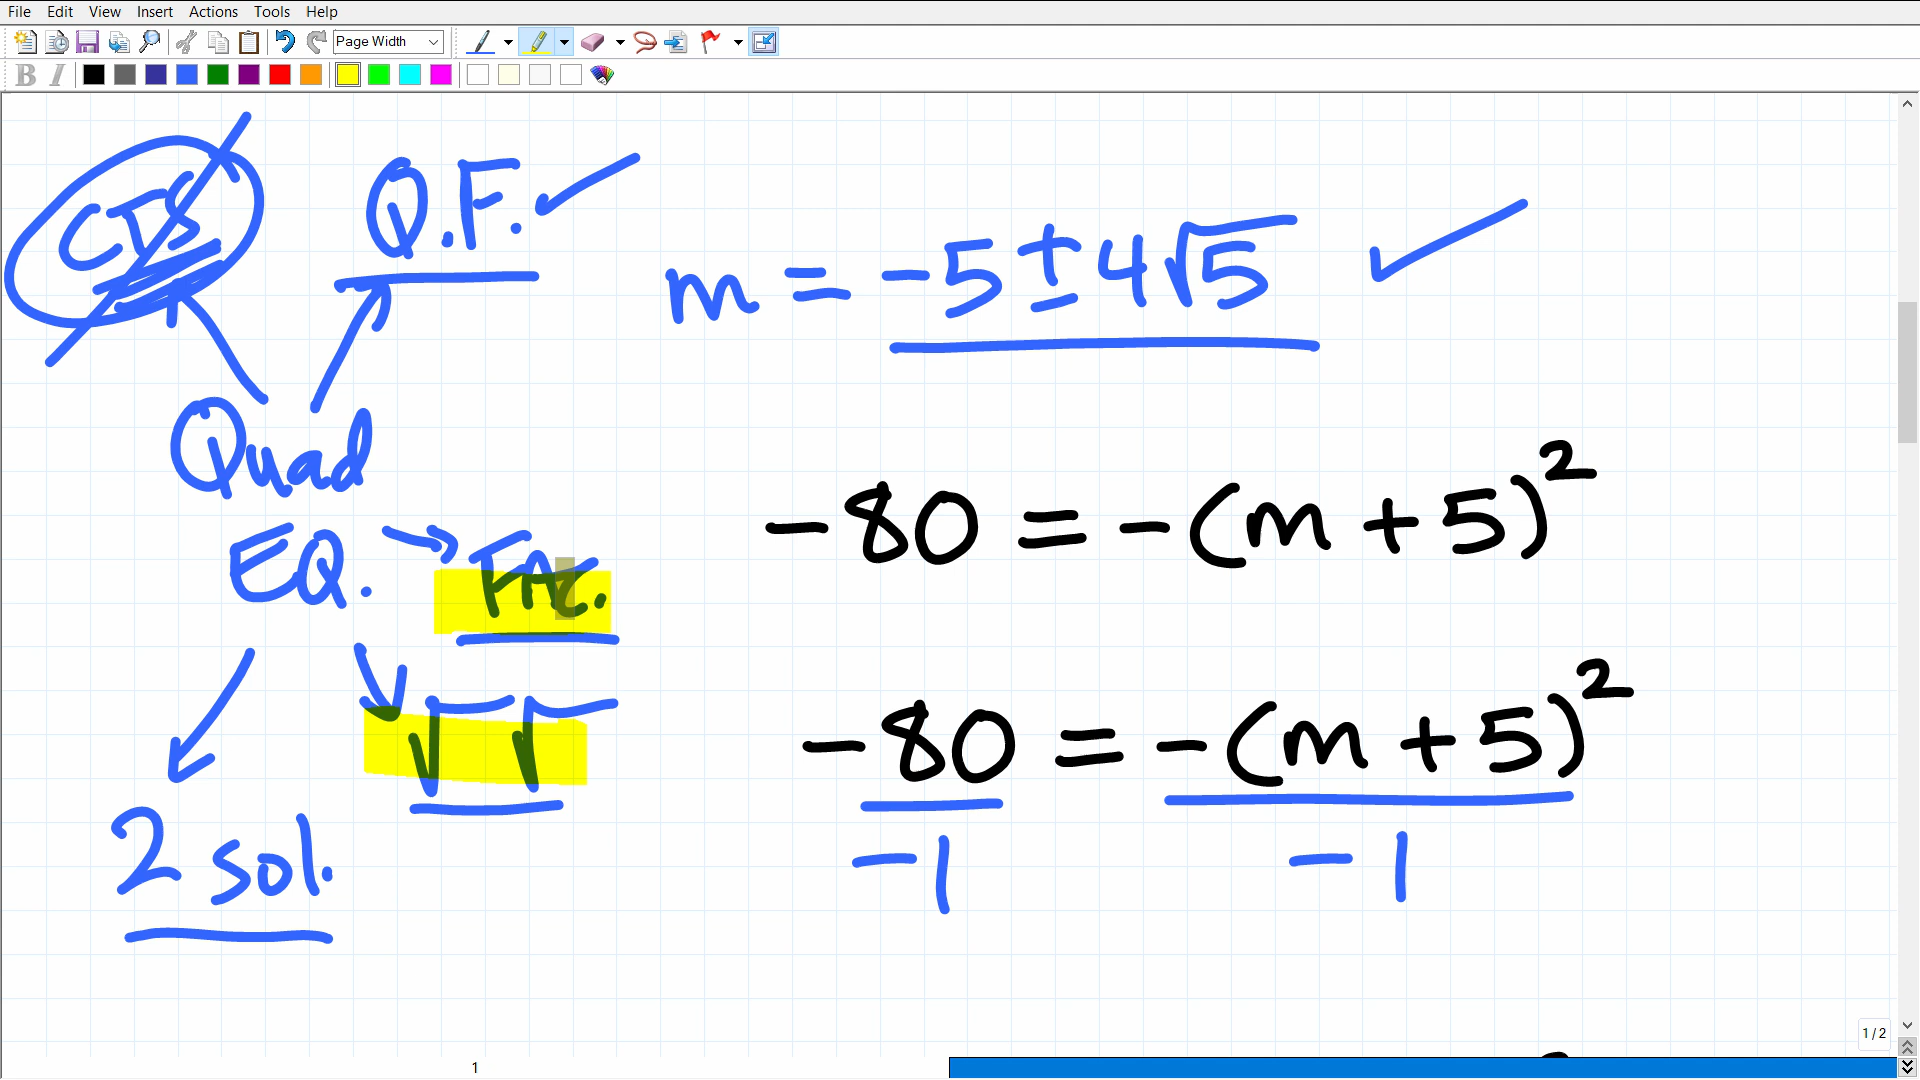 File Edit View Insert Actions Tools Help
Page Width
B I
CTS
Q.F. ✓
m = -5 ± 4√5 ✓
Quad
EQ. → Fac.
-80 = -(m + 5)²
√ √
-80 = -(m + 5)²
-1 -1
2 sol.
1 / 2
1